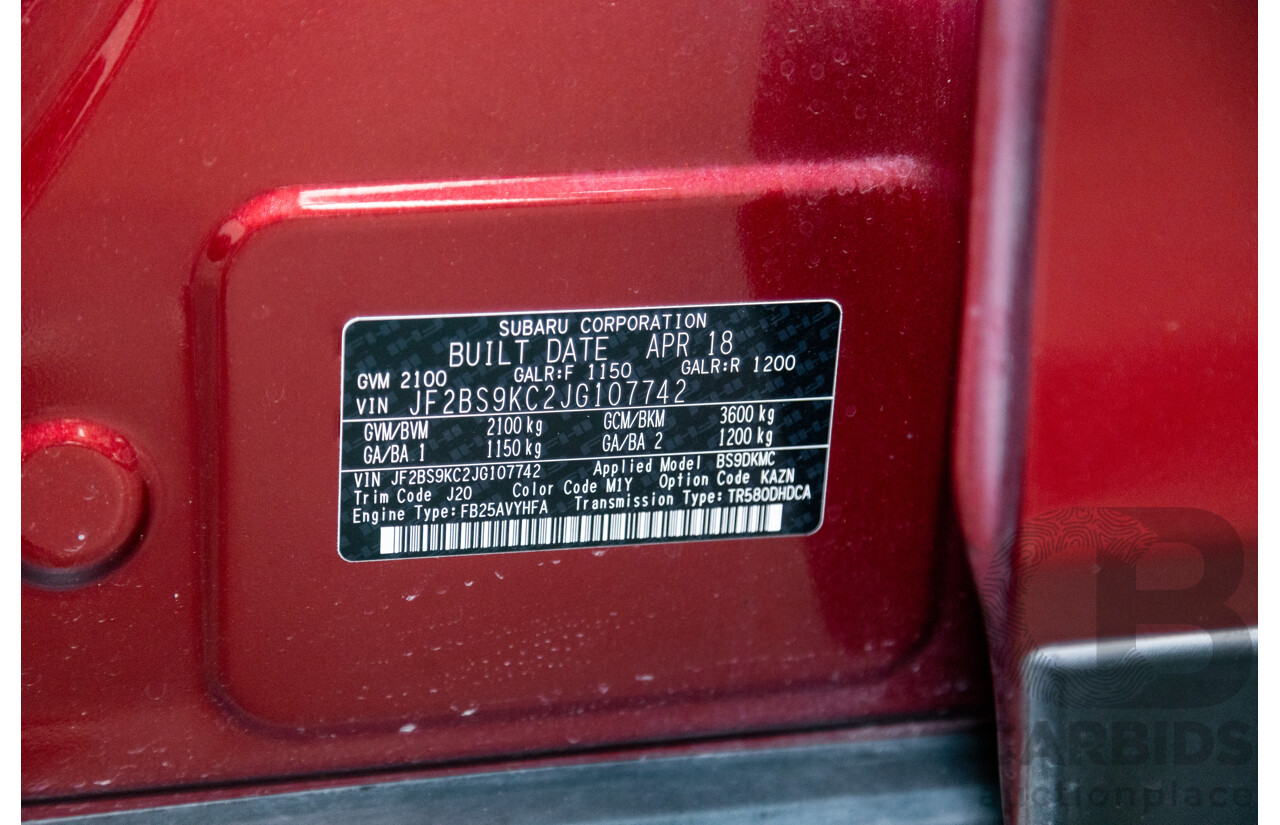 SUBARU CORPORATION
BUILT DATE APR 18
GVM 2100 GALR:F 1150 GALR:R 1200
VIN JF2BS9KC2JG107742
GVM/BVM 2100 kg GCM/BKM 3600 kg
GA/BA 1 1150 kg GA/BA 2 1200 kg
VIN JF2BS9KC2JG107742 Applied Model BS9DKMC
Trim Code J20 Color Code M1Y Option Code KAZN
Engine Type:FB25AVYHFA Transmission Type:TR580DHDCA
ARBIDS
auctionplace